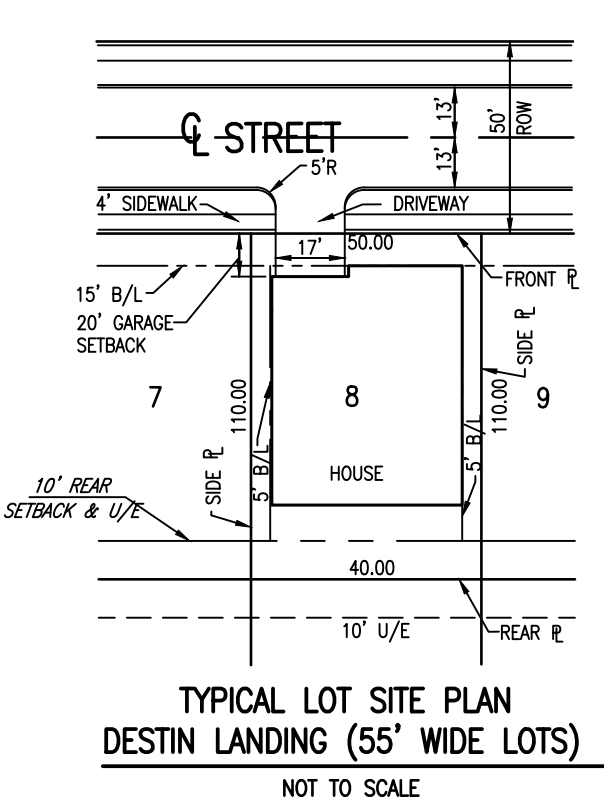 ℄ STREET
13'
13'
50'
ROW
5'R
4' SIDEWALK
DRIVEWAY
17'
50.00
15' B/L
20' GARAGE
SETBACK
FRONT ⅊
SIDE ⅊
7
110.00
8
110.00
9
5' B/L
5' B/L
SIDE ⅊
HOUSE
10' REAR
SETBACK & U/E
40.00
10' U/E
REAR ⅊
TYPICAL LOT SITE PLAN
DESTIN LANDING (55' WIDE LOTS)
NOT TO SCALE